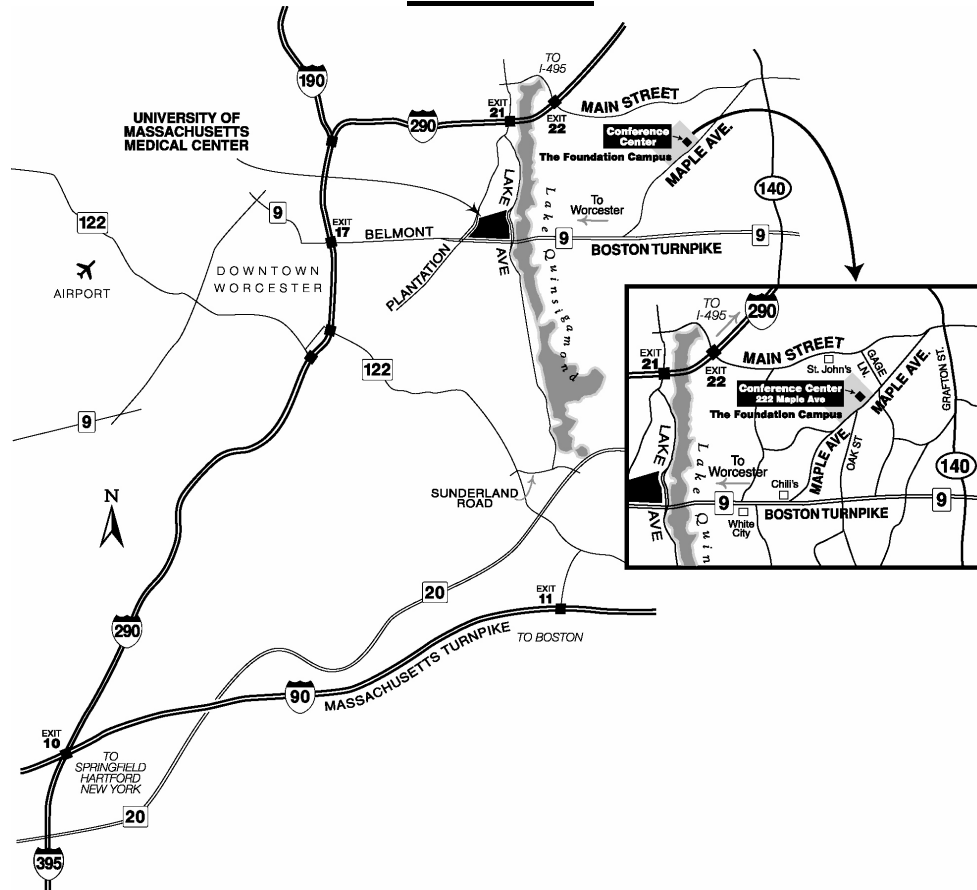 TO
I-495
190
EXIT
21
MAIN STREET
UNIVERSITY OF
MASSACHUSETTS
MEDICAL CENTER
290
EXIT
22
Conference
Center
The Foundation Campus
MAPLE AVE.
140
LAKE
AVE
Lake Quinsigamond
To
Worcester
122
9
EXIT
17
BELMONT
9
BOSTON TURNPIKE
9
PLANTATION
AIRPORT
DOWNTOWN
WORCESTER
122
9
N
SUNDERLAND
ROAD
20
EXIT
11
290
MASSACHUSETTS TURNPIKE
TO BOSTON
90
EXIT
10
TO
SPRINGFIELD
HARTFORD
NEW YORK
20
395
TO
I-495
290
EXIT
21
EXIT
22
MAIN STREET
St. John's
GAGE
LN.
MAPLE AVE.
GRAFTON ST.
Conference Center
222 Maple Ave
The Foundation Campus
MAPLE AVE.
OAK ST
140
LAKE
AVE
Lake Quin
To
Worcester
Chili's
9
9
BOSTON TURNPIKE
White
City